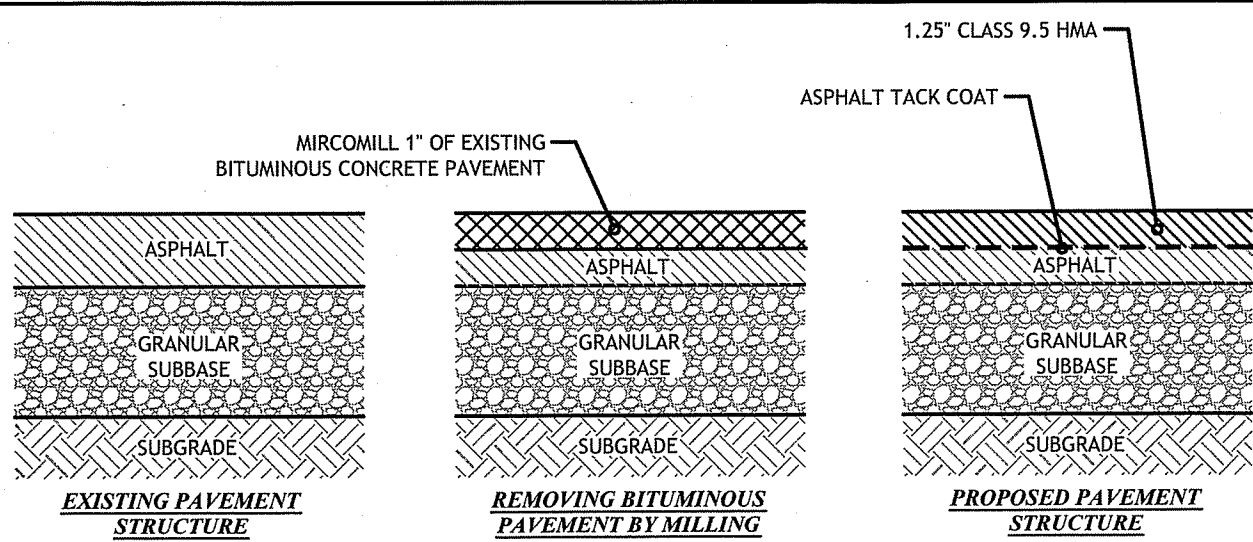 1.25" CLASS 9.5 HMA
ASPHALT TACK COAT
MIRCOMILL 1" OF EXISTING
BITUMINOUS CONCRETE PAVEMENT
ASPHALT
GRANULAR
SUBBASE
SUBGRADE
EXISTING PAVEMENT
STRUCTURE
ASPHALT
GRANULAR
SUBBASE
SUBGRADE
REMOVING BITUMINOUS
PAVEMENT BY MILLING
ASPHALT
GRANULAR
SUBBASE
SUBGRADE
PROPOSED PAVEMENT
STRUCTURE